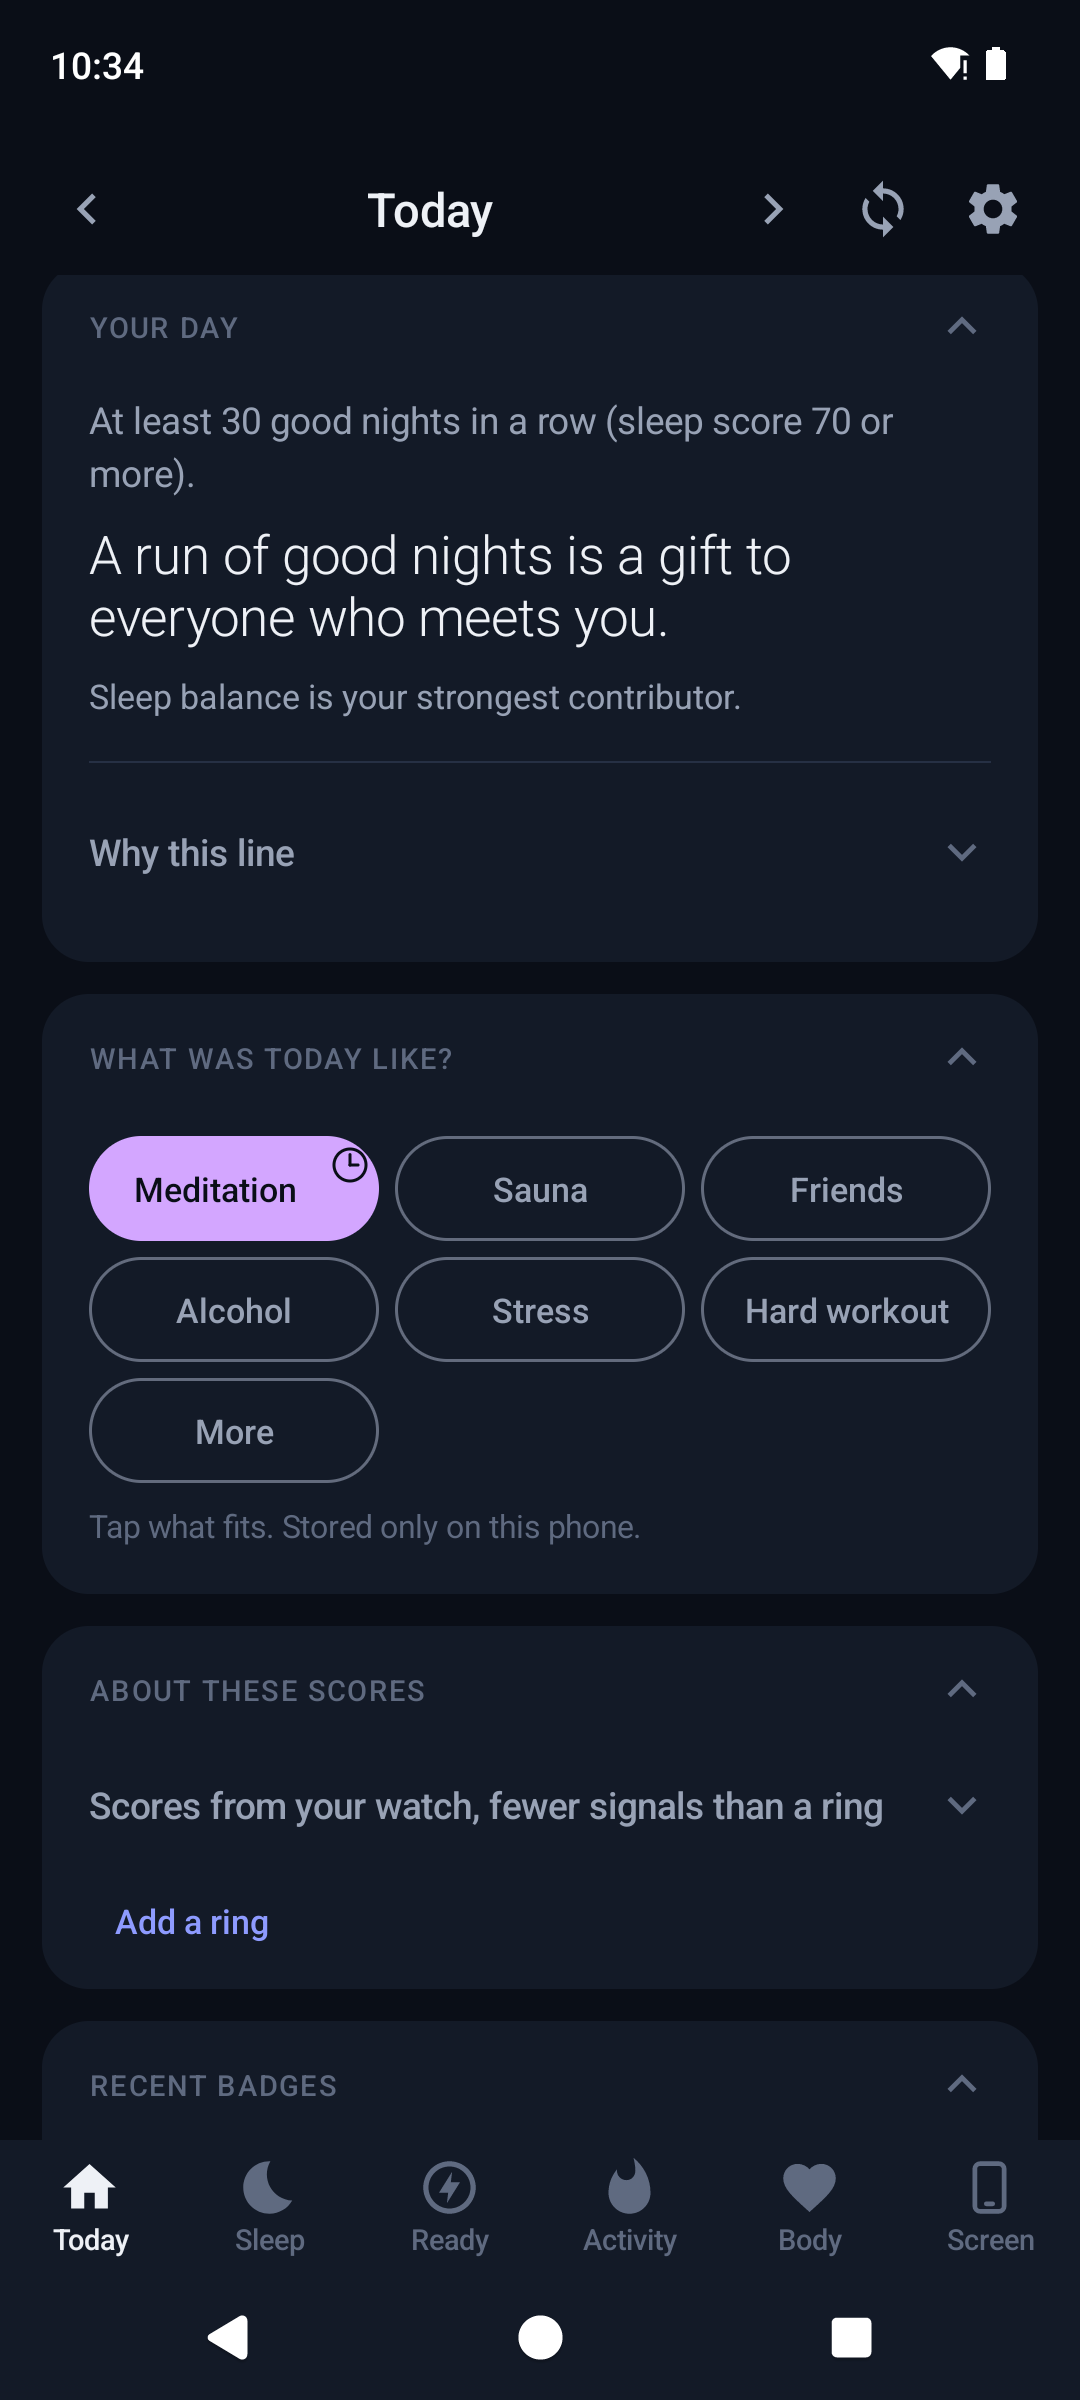 10:34
Today
YOUR DAY
At least 30 good nights in a row (sleep score 70 or
more).
A run of good nights is a gift to
everyone who meets you.
Sleep balance is your strongest contributor.
Why this line
WHAT WAS TODAY LIKE?
Meditation
Sauna
Friends
Alcohol
Stress
Hard workout
More
Tap what fits. Stored only on this phone.
ABOUT THESE SCORES
Scores from your watch, fewer signals than a ring
Add a ring
RECENT BADGES
Today
Sleep
Ready
Activity
Body
Screen